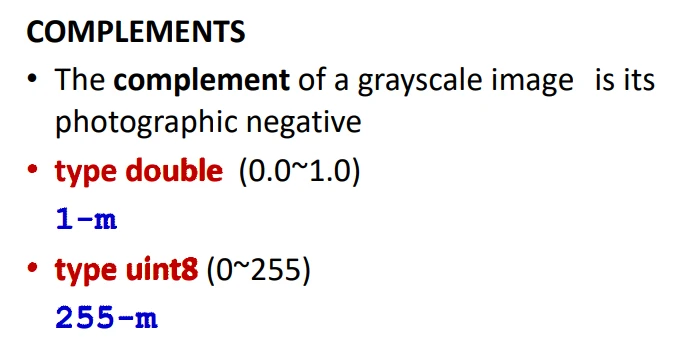 COMPLEMENTS
• The complement of a grayscale image is its
photographic negative
• type double (0.0~1.0)
1-m
• type uint8 (0~255)
255-m